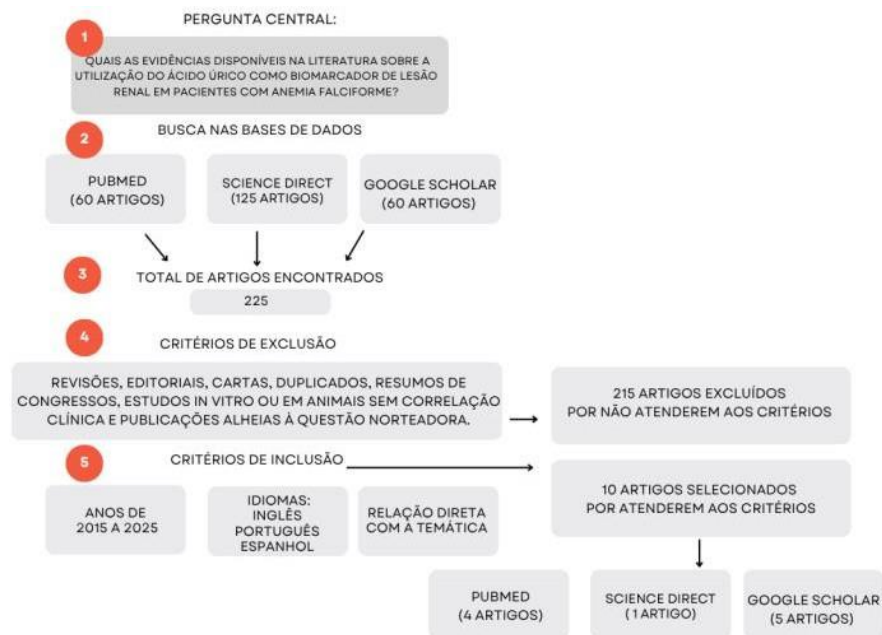 PERGUNTA CENTRAL:
1
QUAIS AS EVIDÊNCIAS DISPONÍVEIS NA LITERATURA SOBRE A
UTILIZAÇÃO DO ÁCIDO ÚRICO COMO BIOMARCADOR DE LESÃO
RENAL EM PACIENTES COM ANEMIA FALCIFORME?
2
BUSCA NAS BASES DE DADOS
PUBMED
(60 ARTIGOS)
SCIENCE DIRECT
(125 ARTIGOS)
GOOGLE SCHOLAR
(60 ARTIGOS)
3
TOTAL DE ARTIGOS ENCONTRADOS
225
4
CRITÉRIOS DE EXCLUSÃO
REVISÕES, EDITORIAIS, CARTAS, DUPLICADOS, RESUMOS DE
CONGRESSOS, ESTUDOS IN VITRO OU EM ANIMAIS SEM CORRELAÇÃO
CLÍNICA E PUBLICAÇÕES ALHEIAS À QUESTÃO NORTEADORA.
215 ARTIGOS EXCLUÍDOS
POR NÃO ATENDEREM AOS CRITÉRIOS
5
CRITÉRIOS DE INCLUSÃO
ANOS DE
2015 A 2025
IDIOMAS:
INGLÊS
PORTUGUÊS
ESPANHOL
RELAÇÃO DIRETA
COM A TEMÁTICA
10 ARTIGOS SELECIONADOS
POR ATENDEREM AOS CRITÉRIOS
PUBMED
(4 ARTIGOS)
SCIENCE DIRECT
(1 ARTIGO)
GOOGLE SCHOLAR
(5 ARTIGOS)